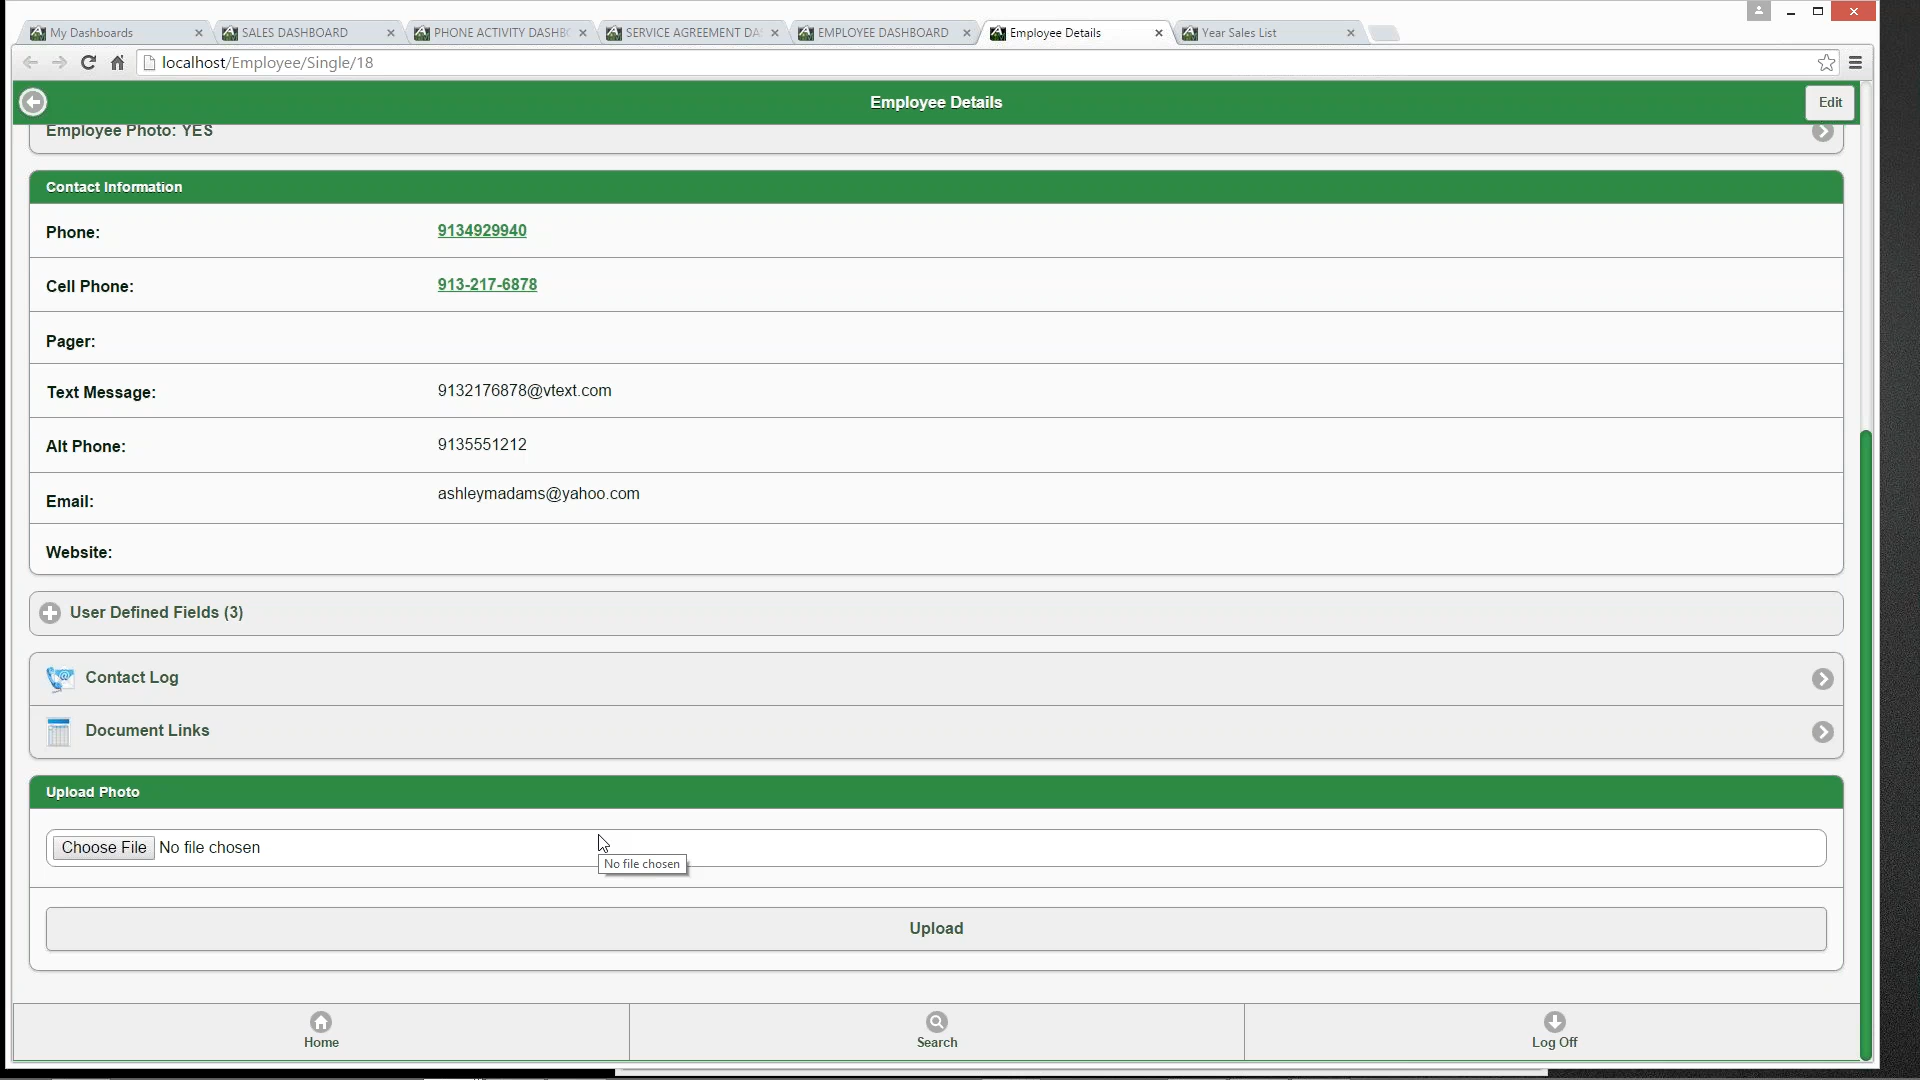 My Dashboards
SALES DASHBOARD
PHONE ACTIVITY DASHB
SERVICE AGREEMENT DA
EMPLOYEE DASHBOARD
Employee Details
Year Sales List
localhost/Employee/Single/18
Employee Details
Edit
Employee Photo: YES
Contact Information
Phone: 9134929940
Cell Phone: 913-217-6878
Pager:
Text Message: 9132176878@vtext.com
Alt Phone: 9135551212
Email: ashleymadams@yahoo.com
Website:
User Defined Fields (3)
Contact Log
Document Links
Upload Photo
Choose File No file chosen
No file chosen
Upload
Home
Search
Log Off